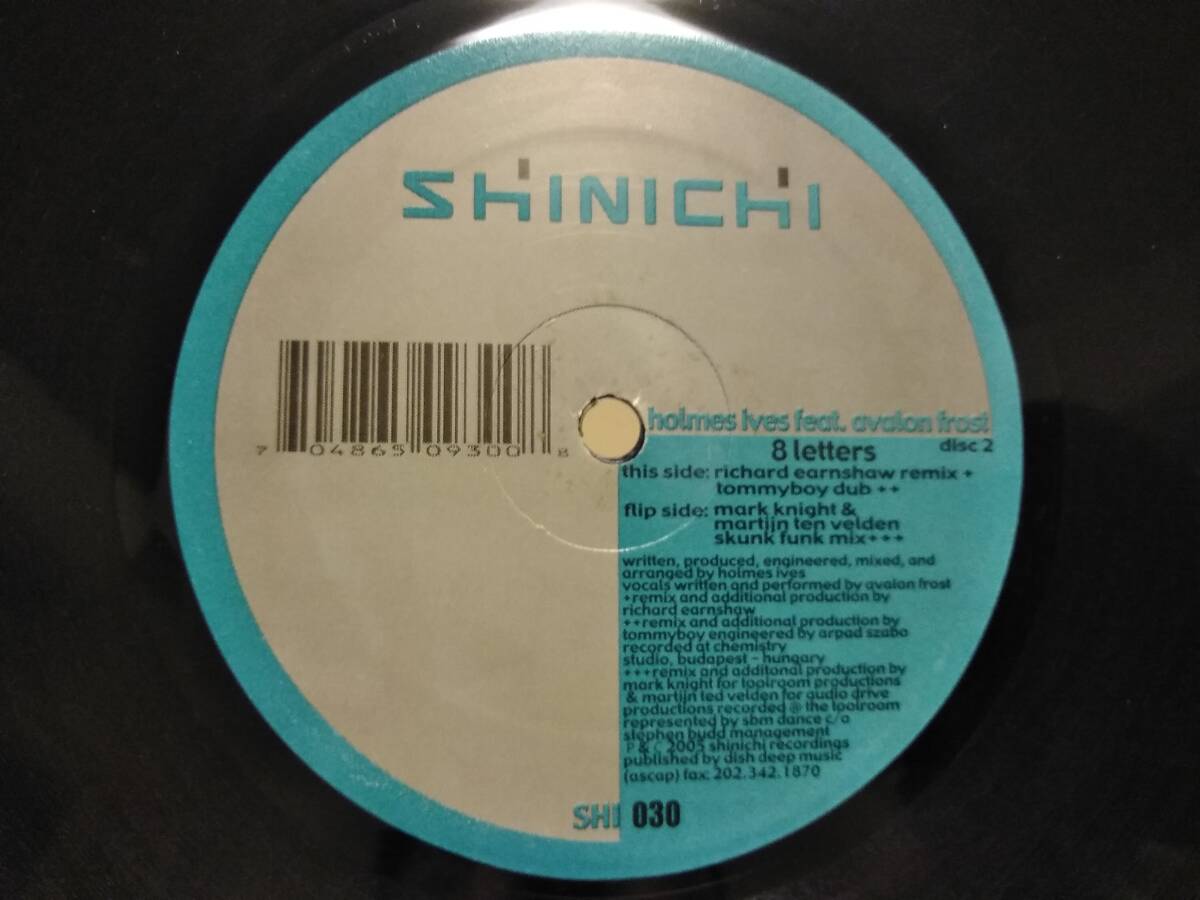 SHINICHI
7 04865 09300 8
holmes ives feat. avalon frost
8 letters
disc 2
this side: richard earnshaw remix +
tommyboy dub ++
flip side: mark knight &
martijn ten velden
skunk funk mix+++
written, produced, engineered, mixed, and
arranged by holmes ives
vocals written and performed by avalon frost
+remix and additional production by
richard earnshaw
++remix and additional production by
tommyboy engineered by arpad szabo
recorded at chemistry
studio, budapest - hungary
+++remix and additonal production by
mark knight for toolroom productions
& martijn ted velden for audio drive
productions recorded @ the toolroom
represented by sbm dance c/o
stephen budd management
P & C 2005 shinichi recordings
published by dish deep music
(ascap) fax: 202.342.1870
SHI 030